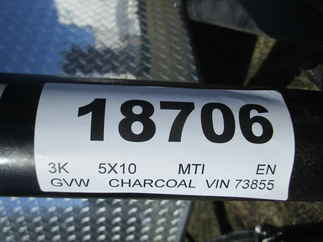 18706
3K 5X10 MTI EN
GVW CHARCOAL VIN 73855